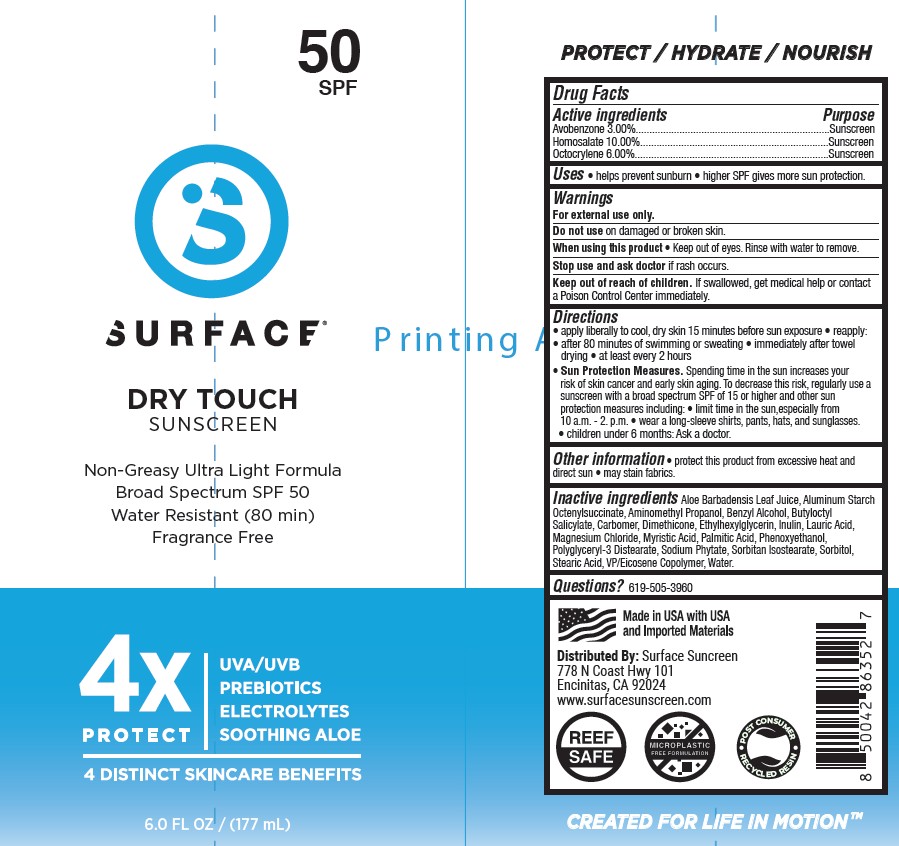 50
SPF
S
SURFACE®
DRY TOUCH
SUNSCREEN
Non-Greasy Ultra Light Formula
Broad Spectrum SPF 50
Water Resistant (80 min)
Fragrance Free
4x
PROTECT
UVA/UVB
PREBIOTICS
ELECTROLYTES
SOOTHING ALOE
4 DISTINCT SKINCARE BENEFITS
6.0 FL OZ / (177 mL)
Printing A
PROTECT / HYDRATE / NOURISH
Drug Facts
Active ingredients Purpose
Avobenzone 3.00%.....Sunscreen
Homosalate 10.00%.....Sunscreen
Octocrylene 6.00%.....Sunscreen
Uses • helps prevent sunburn • higher SPF gives more sun protection.
Warnings
For external use only.
Do not use on damaged or broken skin.
When using this product • Keep out of eyes. Rinse with water to remove.
Stop use and ask doctor if rash occurs.
Keep out of reach of children. If swallowed, get medical help or contact
a Poison Control Center immediately.
Directions
• apply liberally to cool, dry skin 15 minutes before sun exposure • reapply:
• after 80 minutes of swimming or sweating • immediately after towel
drying • at least every 2 hours
• Sun Protection Measures. Spending time in the sun increases your
risk of skin cancer and early skin aging. To decrease this risk, regularly use a
sunscreen with a broad spectrum SPF of 15 or higher and other sun
protection measures including: • limit time in the sun,especially from
10 a.m. - 2. p.m. • wear a long-sleeve shirts, pants, hats, and sunglasses.
• children under 6 months: Ask a doctor.
Other information • protect this product from excessive heat and
direct sun • may stain fabrics.
Inactive ingredients Aloe Barbadensis Leaf Juice, Aluminum Starch
Octenylsuccinate, Aminomethyl Propanol, Benzyl Alcohol, Butyloctyl
Salicylate, Carbomer, Dimethicone, Ethylhexylglycerin, Inulin, Lauric Acid,
Magnesium Chloride, Myristic Acid, Palmitic Acid, Phenoxyethanol,
Polyglyceryl-3 Distearate, Sodium Phytate, Sorbitan Isostearate, Sorbitol,
Stearic Acid, VP/Eicosene Copolymer, Water.
Questions? 619-505-3960
Made in USA with USA
and Imported Materials
Distributed By: Surface Suncreen
778 N Coast Hwy 101
Encinitas, CA 92024
www.surfacesunscreen.com
REEF
SAFE
MICROPLASTIC
FREE FORMULATION
• POST CONSUMER •
RECYCLED RESIN
8 50042 86352 7
CREATED FOR LIFE IN MOTION™